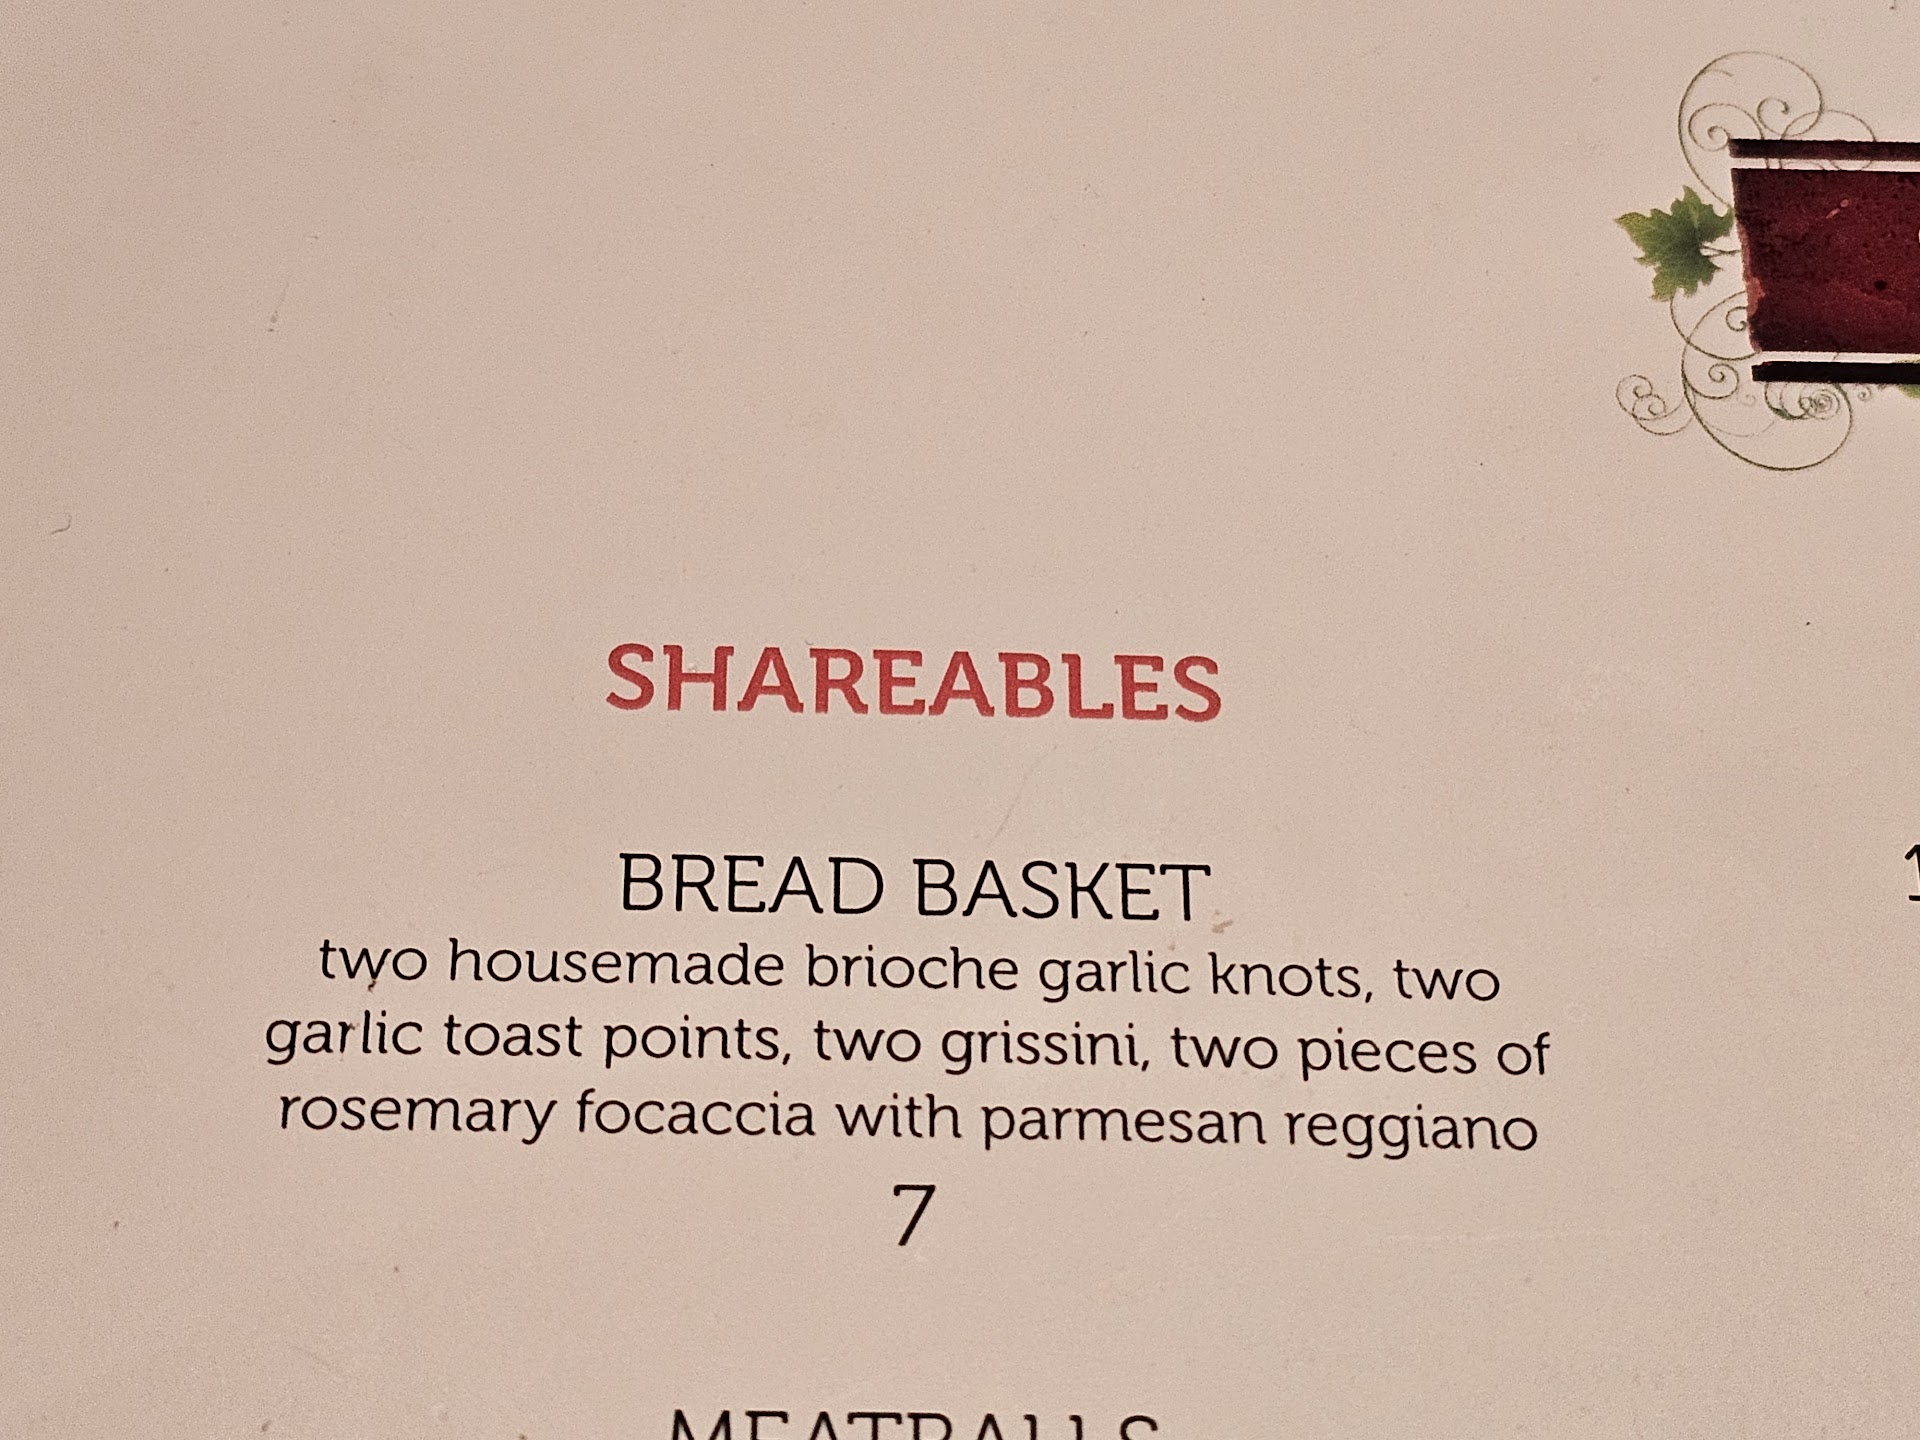 SHAREABLES
BREAD BASKET
two housemade brioche garlic knots, two
garlic toast points, two grissini, two pieces of
rosemary focaccia with parmesan reggiano
7
MEATBALLS